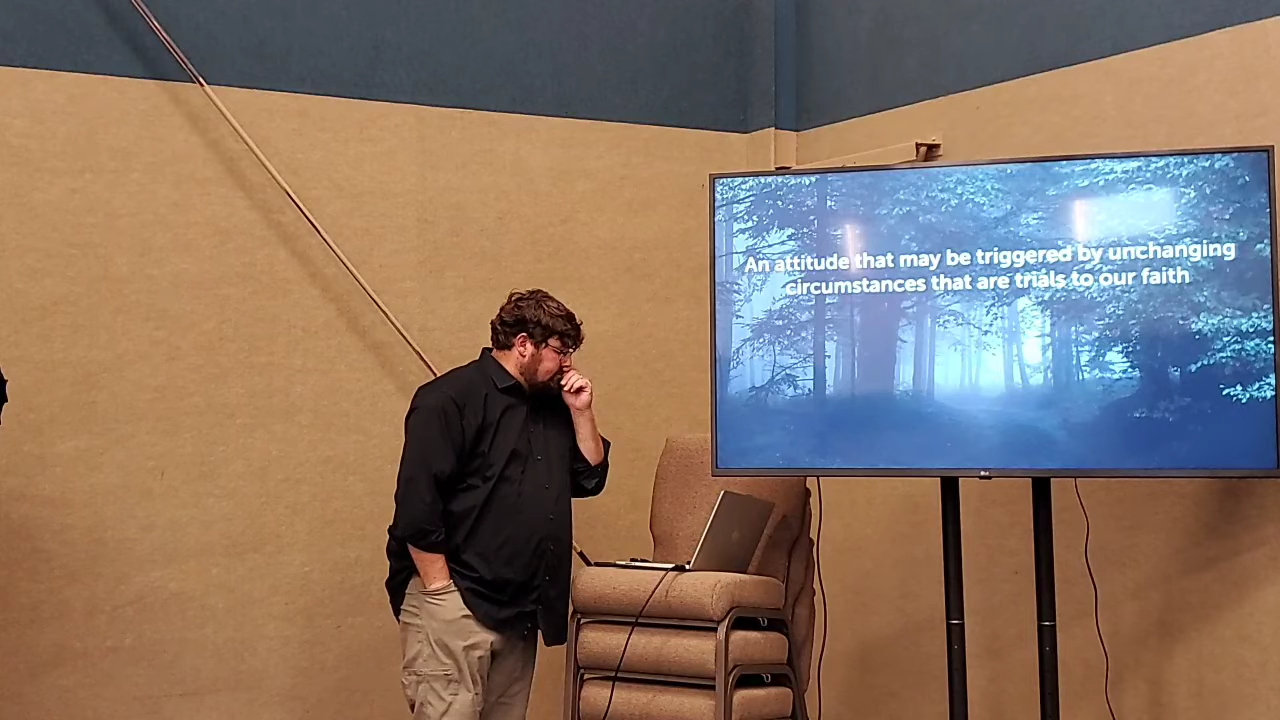 An attitude that may be triggered by unchanging
circumstances that are trials to our faith